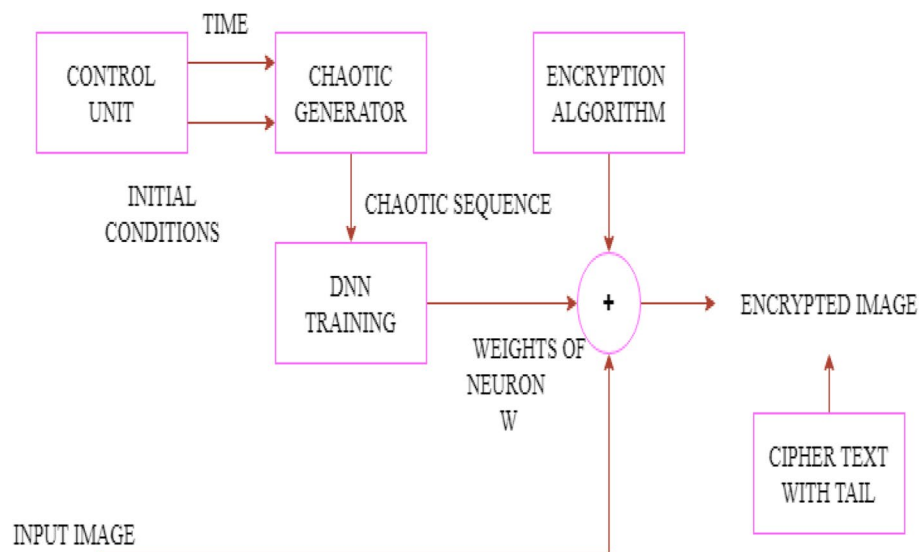 TIME
CONTROL
UNIT
CHAOTIC
GENERATOR
ENCRYPTION
ALGORITHM
INITIAL
CONDITIONS
CHAOTIC SEQUENCE
DNN
TRAINING
+
ENCRYPTED IMAGE
WEIGHTS OF
NEURON
W
CIPHER TEXT
WITH TAIL
INPUT IMAGE